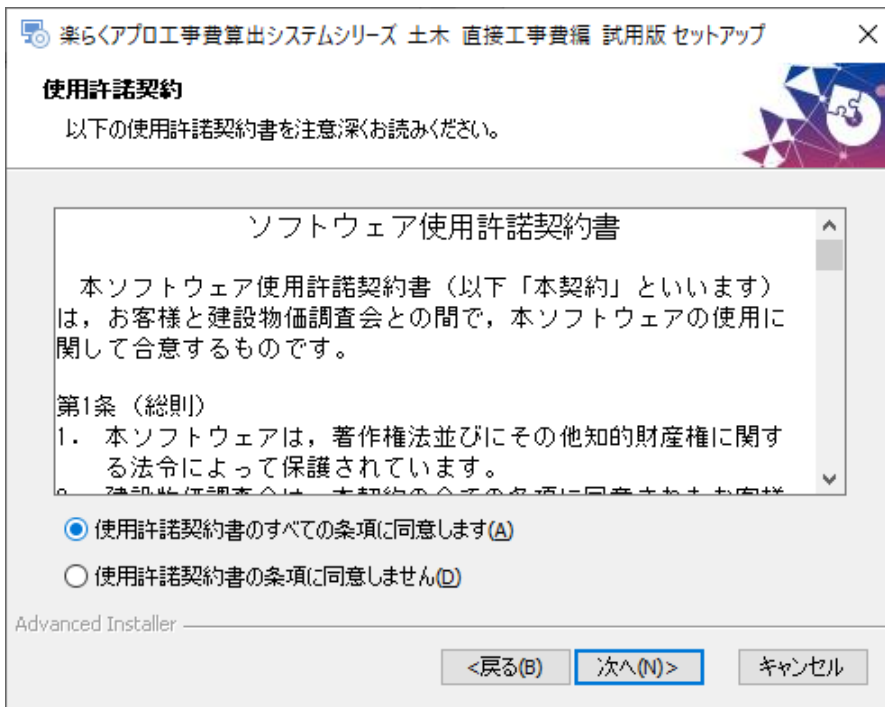 楽らくアプロ工事費算出システムシリーズ 土木 直接工事費編 試用版 セットアップ
使用許諾契約
以下の使用許諾契約書を注意深くお読みください。
ソフトウェア使用許諾契約書
本ソフトウェア使用許諾契約書（以下「本契約」といいます）
は，お客様と建設物価調査会との間で，本ソフトウェアの使用に
関して合意するものです。
第1条（総則）
1. 本ソフトウェアは，著作権法並びにその他知的財産権に関す
る法令によって保護されています。
使用許諾契約書のすべての条項に同意します(A)
使用許諾契約書の条項に同意しません(D)
Advanced Installer
<戻る(B)
次へ(N)>
キャンセル